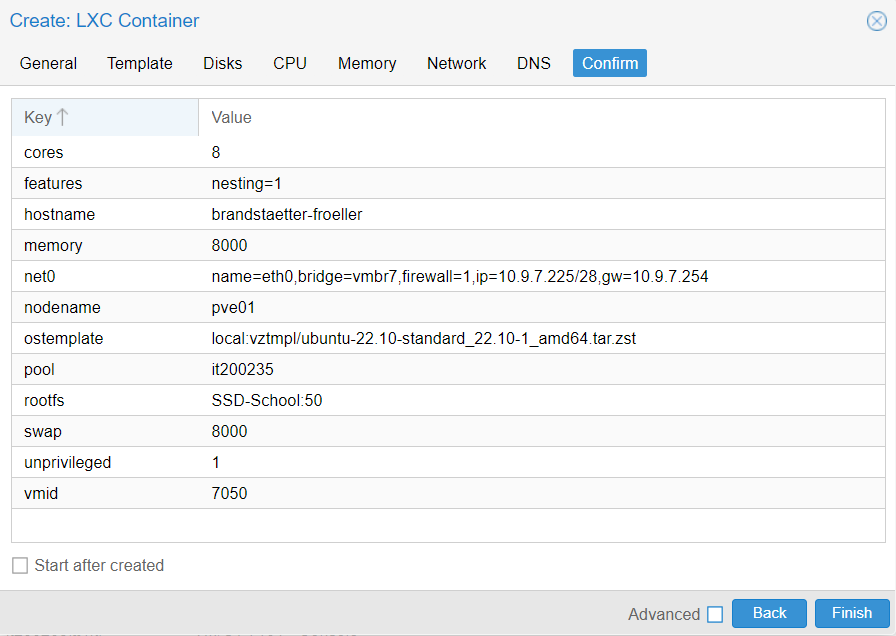 Create: LXC Container
General Template Disks CPU Memory Network DNS Confirm
Key Value
cores 8
features nesting=1
hostname brandstaetter-froeller
memory 8000
net0 name=eth0,bridge=vmbr7,firewall=1,ip=10.9.7.225/28,gw=10.9.7.254
nodename pve01
ostemplate local:vztmpl/ubuntu-22.10-standard_22.10-1_amd64.tar.zst
pool it200235
rootfs SSD-School:50
swap 8000
unprivileged 1
vmid 7050
Start after created
Advanced Back Finish